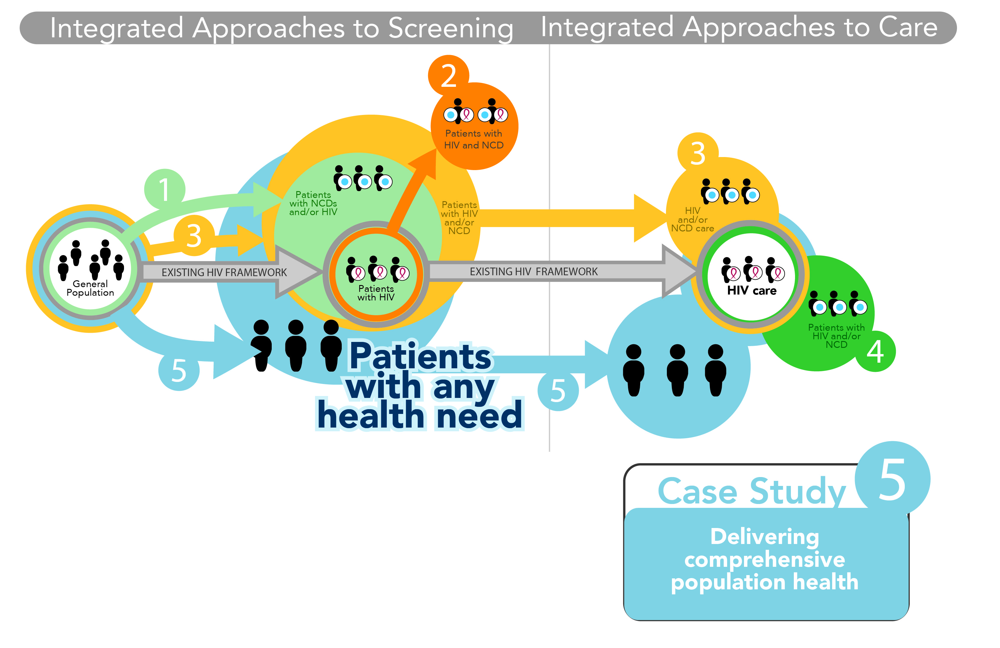 Integrated Approaches to Screening
Integrated Approaches to Care
2
Patients with
HIV and NCD
1
3
Patients
with NCDs
and/or HIV
Patients
with HIV
and/or
NCD
3
HIV
and/or
NCD care
General
Population
EXISTING HIV FRAMEWORK
Patients
with HIV
EXISTING HIV FRAMEWORK
HIV care
Patients with
HIV and/or
NCD
4
5
Patients
with any
health need
5
Case Study
5
Delivering
comprehensive
population health